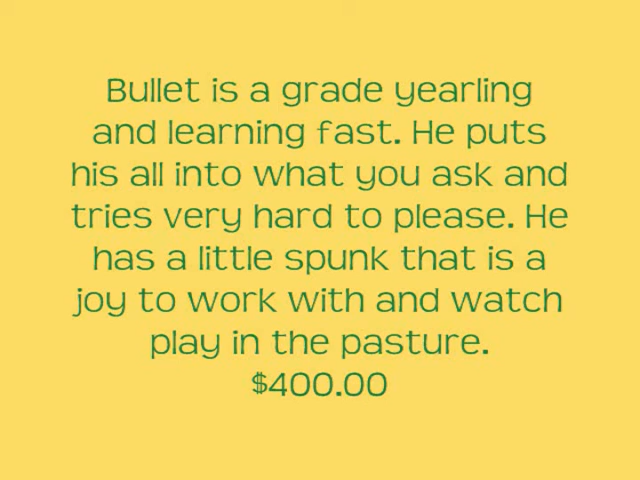 Bullet is a grade yearling
and learning fast. He puts
his all into what you ask and
tries very hard to please. He
has a little spunk that is a
joy to work with and watch
play in the pasture.
$400.00